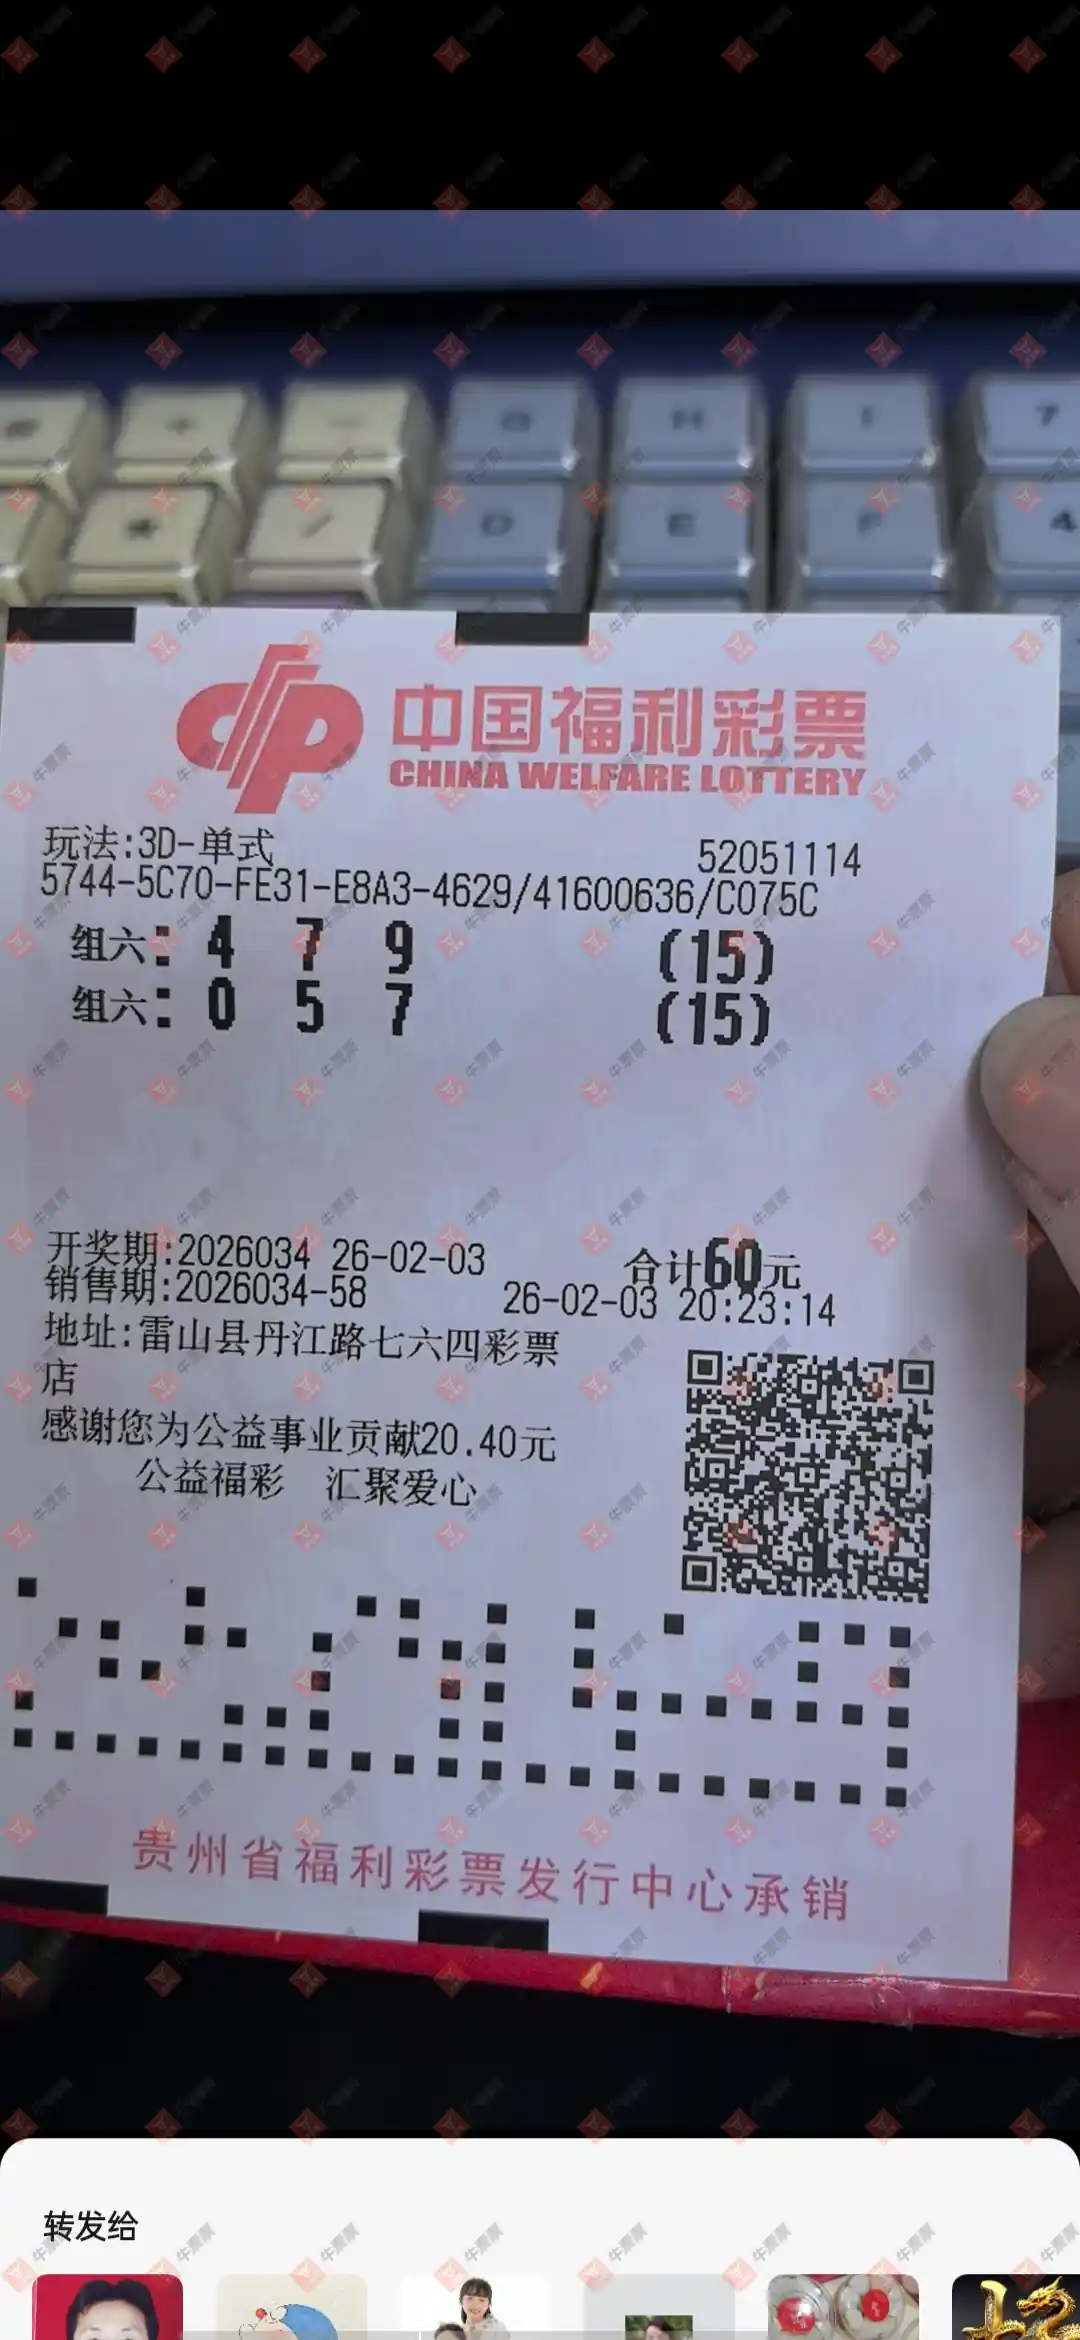 G H I 7
D E F 4
中国福利彩票
CHINA WELFARE LOTTERY
玩法:3D-单式 52051114
5744-5C70-FE31-E8A3-4629/41600636/C075C
组六: 4 7 9 (15)
组六: 0 5 7 (15)
开奖期:2026034 26-02-03 合计60元
销售期:2026034-58 26-02-03 20:23:14
地址:雷山县丹江路七六四彩票
店
感谢您为公益事业贡献20.40元
公益福彩 汇聚爱心
贵州省福利彩票发行中心承销
转发给